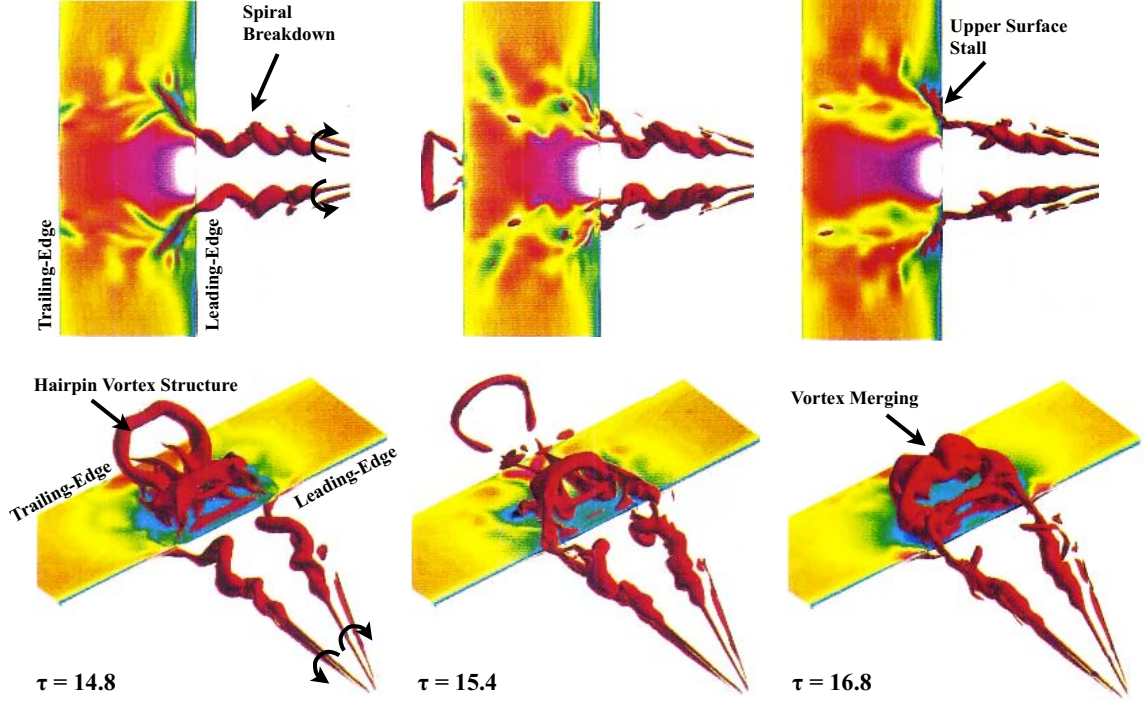 Spiral
Breakdown
Upper Surface
Stall
Trailing-Edge
Leading-Edge
Hairpin Vortex Structure
Vortex Merging
Trailing-Edge
Leading-Edge
τ = 14.8
τ = 15.4
τ = 16.8